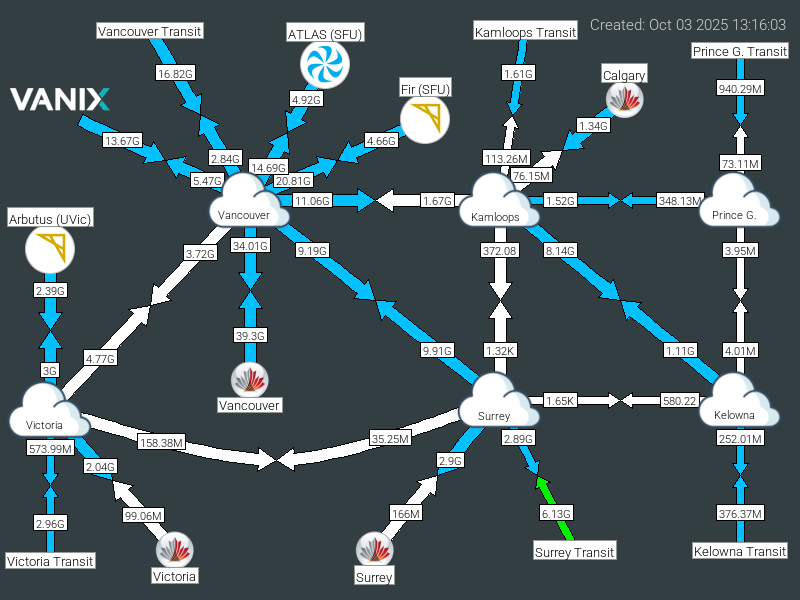 Created: Oct 03 2025 13:16:03
Vancouver Transit
ATLAS (SFU)
Kamloops Transit
Prince G. Transit
16.82G
4.92G
1.61G
Calgary
940.29M
Fir (SFU)
VANIX
13.67G
4.66G
1.34G
2.84G
14.69G
113.26M
73.11M
5.47G
20.81G
76.15M
11.06G
1.67G
1.52G
348.13M
Vancouver
Kamloops
Prince G.
Arbutus (UVic)
3.72G
34.01G
9.19G
372.08
8.14G
3.95M
2.39G
39.3G
4.77G
9.91G
1.32K
1.11G
4.01M
3G
Vancouver
1.65K
580.22
Victoria
Surrey
Kelowna
158.38M
35.25M
573.99M
2.89G
252.01M
2.04G
2.9G
2.96G
99.06M
166M
6.13G
376.37M
Victoria Transit
Victoria
Surrey
Surrey Transit
Kelowna Transit